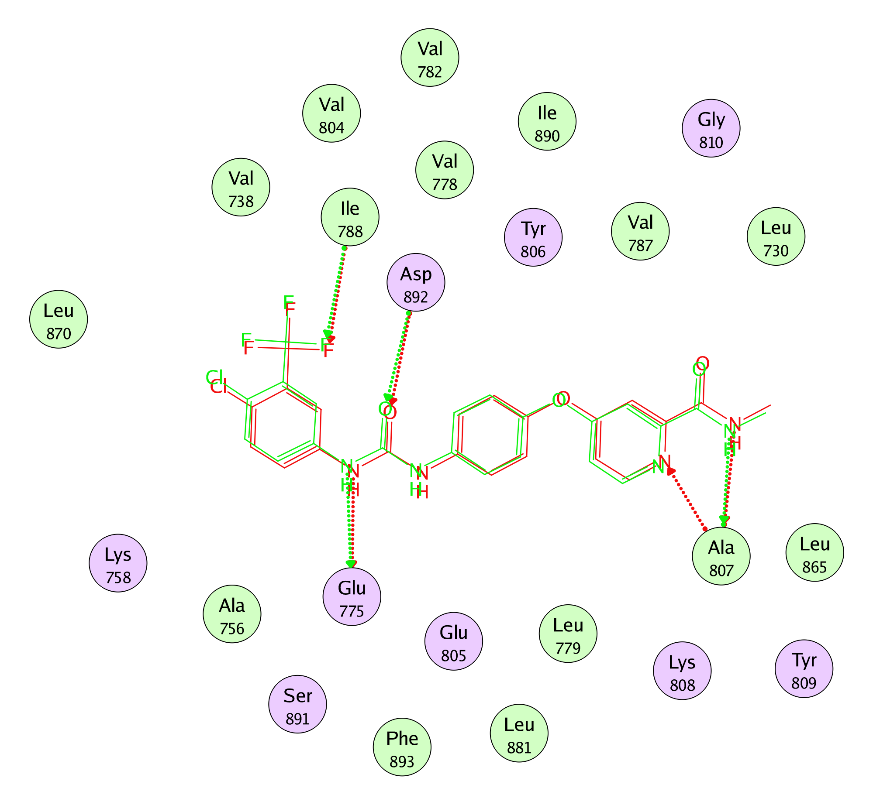 Val
782
Val
804
Ile
890
Gly
810
Val
778
Val
738
Ile
788
Tyr
806
Val
787
Leu
730
Asp
892
Leu
870
F
F
F
F
F
F
Cl
Cl
O
O
O
O
O
O
N
H
N
H
N
H
N
H
N
N
N
H
N
H
Lys
758
Ala
756
Glu
775
Ala
807
Leu
865
Glu
805
Leu
779
Lys
808
Tyr
809
Ser
891
Phe
893
Leu
881